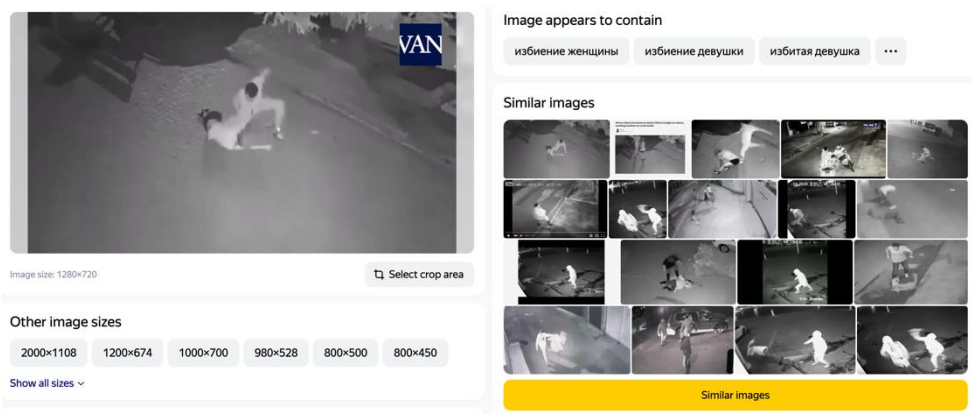 VAN
Image size: 1280×720
Select crop area
Other image sizes
2000×1108
1200×674
1000×700
980×528
800×500
800×450
Show all sizes
Image appears to contain
избиение женщины
избиение девушки
избитая девушка
Similar images
Similar images